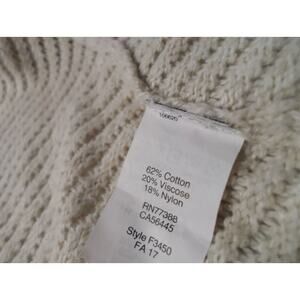 62% Cotton
20% Viscose
18% Nylon
RN77388
CA56445
Style F3450
FA 17